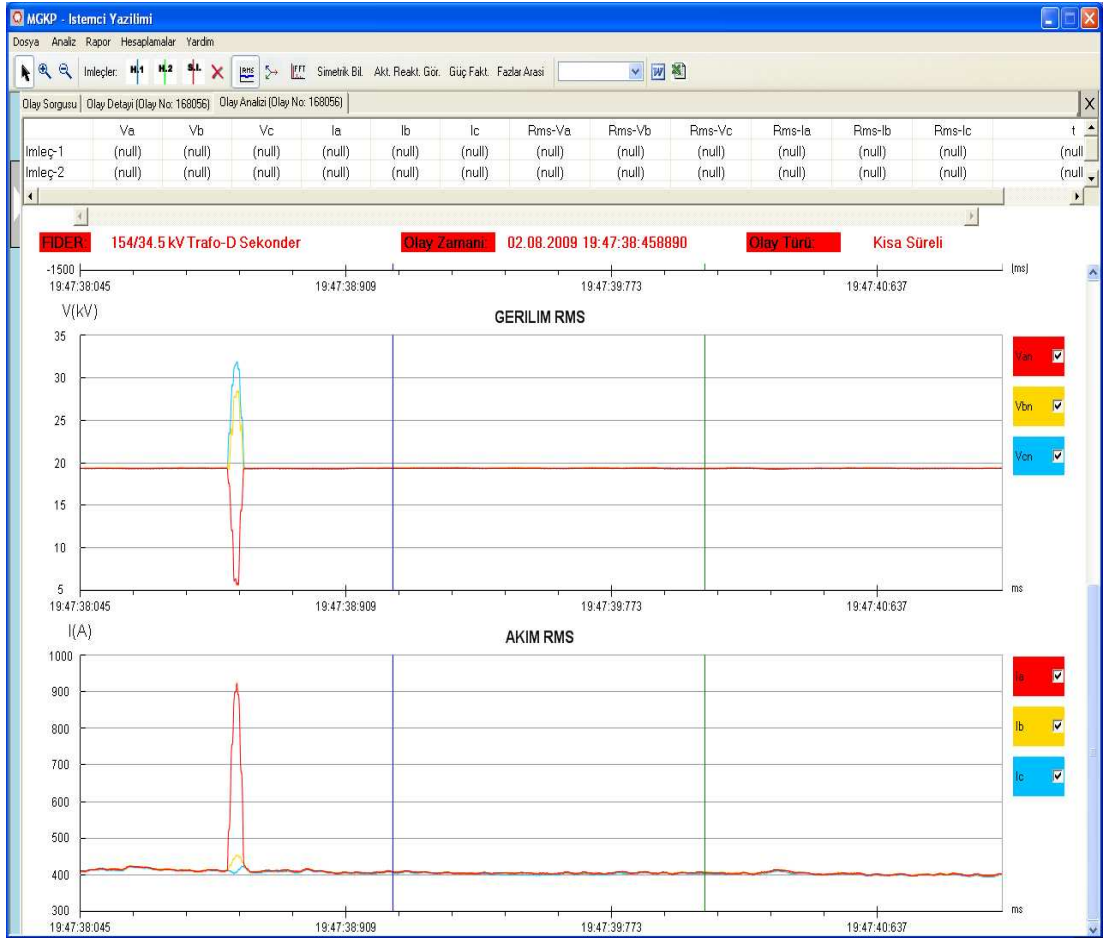 MGKP - Istemci Yazilimi
Dosya Analiz Rapor Hesaplamalar Yardim
Imleçler: H.1 H.2 S.I. RMS FFT Simetrik Bil. Akt. Reakt. Gör. Güç Fakt. Fazlar Arasi
Olay Sorgusu Olay Detayi (Olay No: 168056) Olay Analizi (Olay No: 168056) X
Va Vb Vc Ia Ib Ic Rms-Va Rms-Vb Rms-Vc Rms-Ia Rms-Ib Rms-Ic t
Imleç-1 (null) (null) (null) (null) (null) (null) (null) (null) (null) (null) (null) (null) (null
Imleç-2 (null) (null) (null) (null) (null) (null) (null) (null) (null) (null) (null) (null) (null
FIDER: 154/34.5 kV Trafo-D Sekonder Olay Zamani: 02.08.2009 19:47:38:458890 Olay Türü: Kisa Süreli
-1500 (ms)
19:47:38:045 19:47:38:909 19:47:39:773 19:47:40:637
V(kV)
GERILIM RMS
35
Van
30
Vbn
25
20
Vcn
15
10
5
ms
19:47:38:045 19:47:38:909 19:47:39:773 19:47:40:637
I(A)
AKIM RMS
1000
Ia
900
800
Ib
700
Ic
600
500
400
300
ms
19:47:38:045 19:47:38:909 19:47:39:773 19:47:40:637